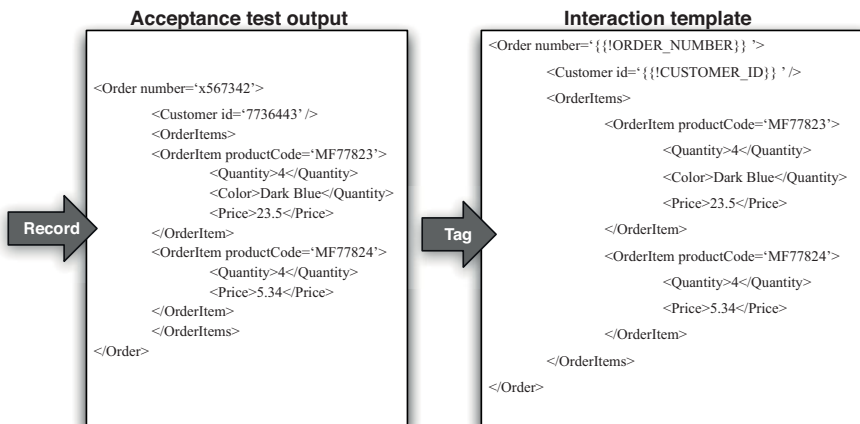 Acceptance test output
<Order number=‘x567342’>
<Customer id=‘7736443’ />
<OrderItems>
<OrderItem productCode=‘MF77823’>
<Quantity>4</Quantity>
<Color>Dark Blue</Quantity>
<Price>23.5</Price>
</OrderItem>
<OrderItem productCode=‘MF77824’>
<Quantity>4</Quantity>
<Price>5.34</Price>
</OrderItem>
</OrderItems>
</Order>
Record
Interaction template
<Order number=‘{{!ORDER_NUMBER}} ’>
<Customer id=‘{{!CUSTOMER_ID}} ’ />
<OrderItems>
<OrderItem productCode=‘MF77823’>
<Quantity>4</Quantity>
<Color>Dark Blue</Quantity>
<Price>23.5</Price>
</OrderItem>
<OrderItem productCode=‘MF77824’>
<Quantity>4</Quantity>
<Price>5.34</Price>
</OrderItem>
</OrderItems>
</Order>
Tag